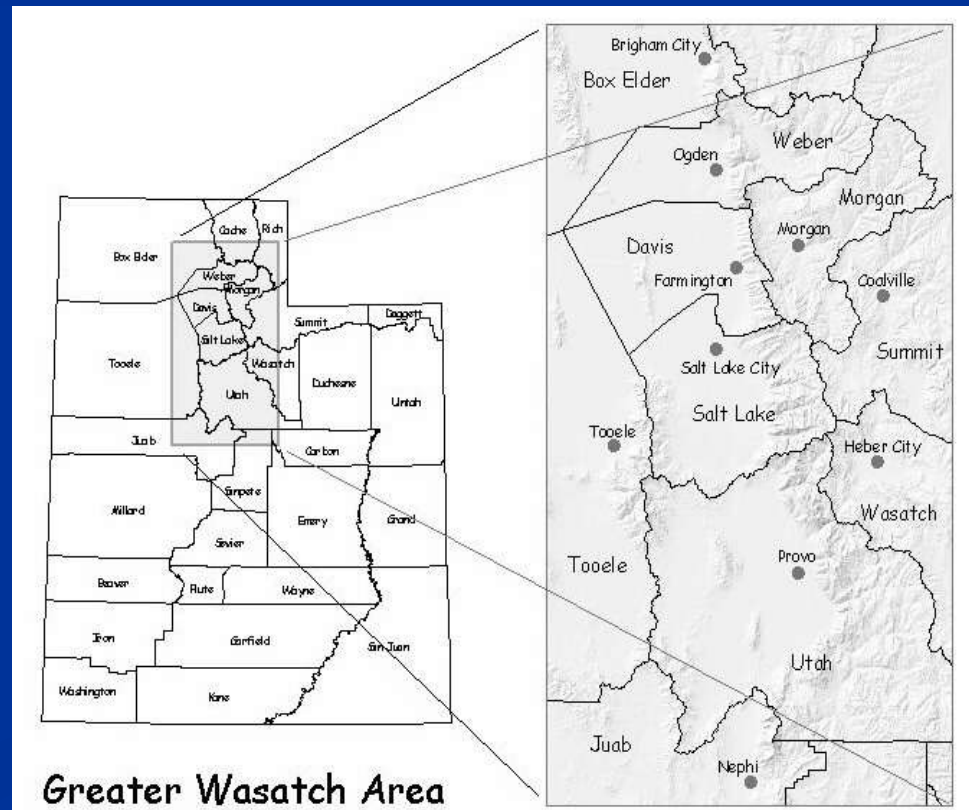 Cache
Rich
Box Elder
Weber
Morgan
Davis
Salt Lake
Summit
Daggett
Tooele
Wasatch
Duchesne
Uintah
Utah
Juab
Carbon
Sanpete
Millard
Emery
Grand
Sevier
Beaver
Piute
Wayne
Iron
Garfield
San Juan
Washington
Kane
Greater Wasatch Area
Brigham City
Box Elder
Weber
Ogden
Morgan
Morgan
Davis
Farmington
Coalville
Summit
Salt Lake City
Salt Lake
Tooele
Heber City
Wasatch
Provo
Tooele
Utah
Juab
Nephi